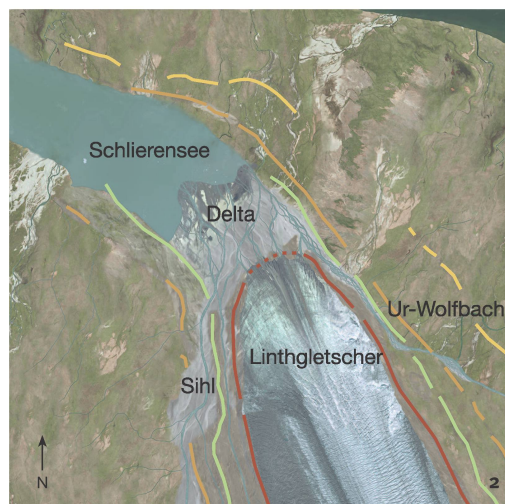 Schlierensee
Delta
Ur-Wolfbach
Linthgletscher
Sihl
N
2